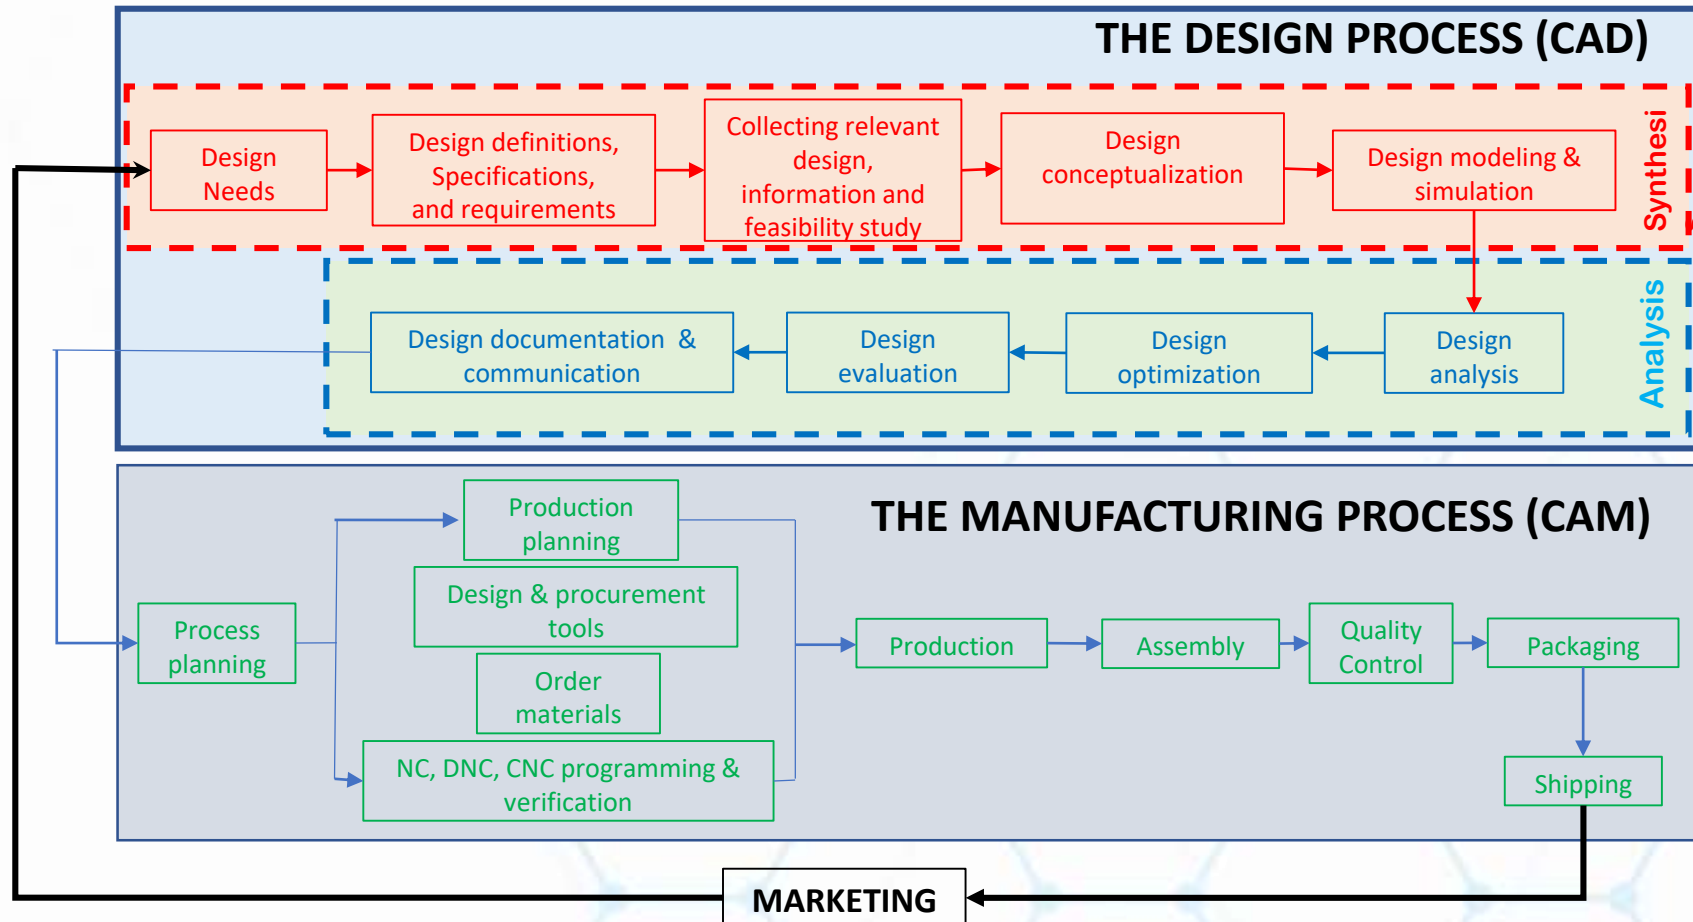 THE DESIGN PROCESS (CAD)
Design
Needs
Design definitions,
Specifications,
and requirements
Collecting relevant
design,
information and
feasibility study
Design
conceptualization
Design modeling &
simulation
Synthesi
Design documentation &
communication
Design
evaluation
Design
optimization
Design
analysis
Analysis
THE MANUFACTURING PROCESS (CAM)
Process
planning
Production
planning
Design & procurement
tools
Order
materials
NC, DNC, CNC programming &
verification
Production
Assembly
Quality
Control
Packaging
Shipping
MARKETING